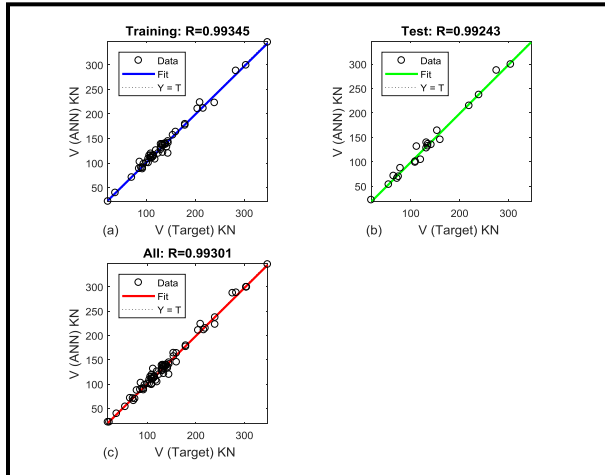 Training: R=0.99345
Data
Fit
Y = T
V (ANN) KN
300
250
200
150
100
50
100
200
300
(a)
V (Target) KN
Test: R=0.99243
Data
Fit
Y = T
V (ANN) KN
300
250
200
150
100
50
100
200
300
(b)
V (Target) KN
All: R=0.99301
Data
Fit
Y = T
V (ANN) KN
300
250
200
150
100
50
100
200
300
(c)
V (Target) KN